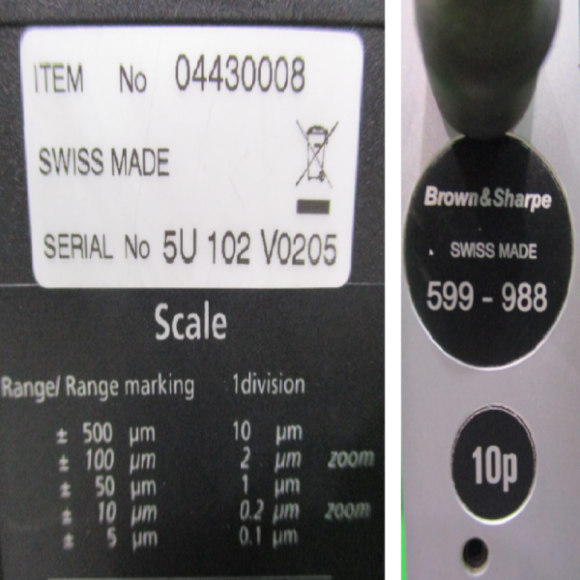 ITEM No 04430008
SWISS MADE
SERIAL No 5U 102 V0205
Scale
Range/ Range marking 1division
± 500 µm 10 µm
± 100 µm 2 µm zoom
± 50 µm 1 µm
± 10 µm 0.2 µm zoom
± 5 µm 0.1 µm
Brown&Sharpe
SWISS MADE
599 - 988
10p